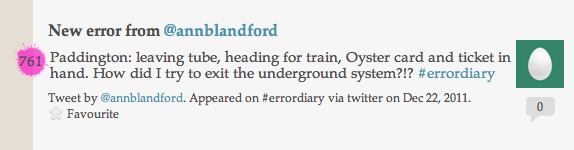 New error from @annblandford
761
Paddington: leaving tube, heading for train, Oyster card and ticket in
hand. How did I try to exit the underground system?!? #errordiary
Tweet by @annblandford. Appeared on #errordiary via twitter on Dec 22, 2011.
Favourite
0